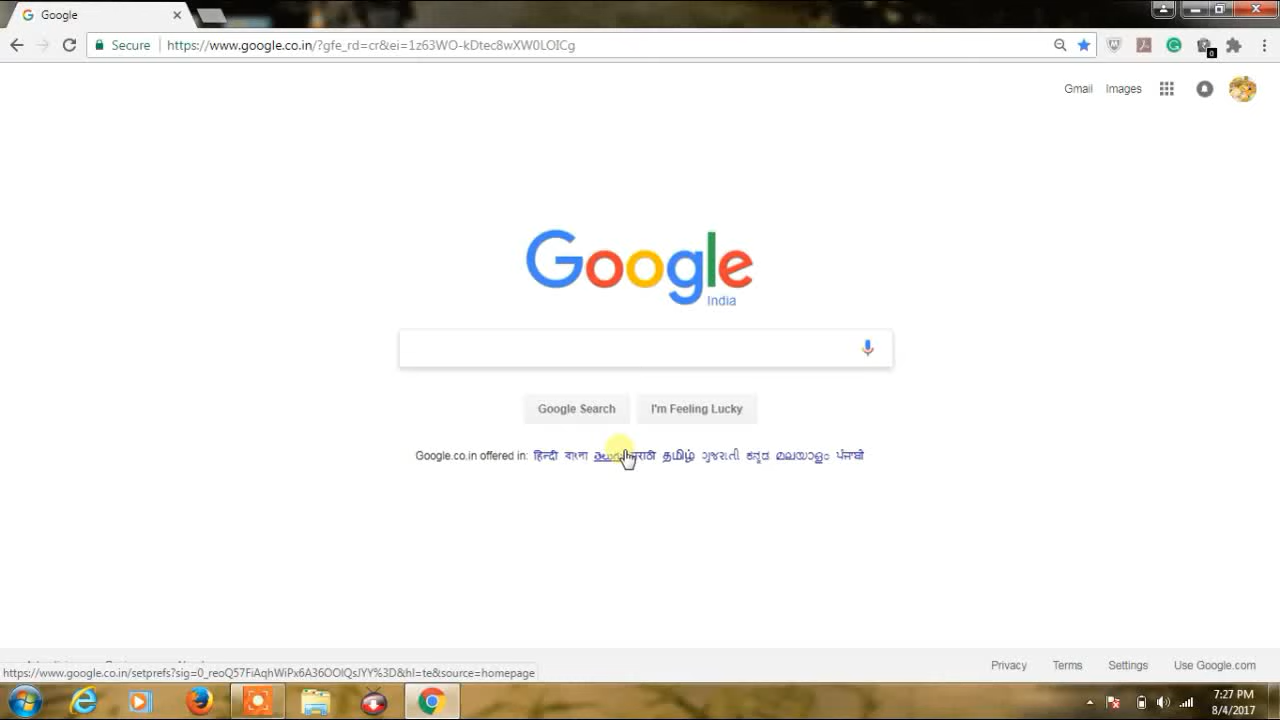 Google
Secure https://www.google.co.in/?gfe_rd=cr&ei=1z63WO-kDtec8wXW0LOICg
0
Gmail Images
Google
India
Google Search I'm Feeling Lucky
Google.co.in offered in: हिन्दी বাংলা தமிழ் ગુજરાતી ಕನ್ನಡ മലയാളം ਪੰਜਾਬੀ
Privacy Terms Settings Use Google.com
https://www.google.co.in/setprefs?sig=0_reoQ57FiAqhWiPx6A36OOlQsJYY%3D&hl=te&source=homepage
7:27 PM
8/4/2017